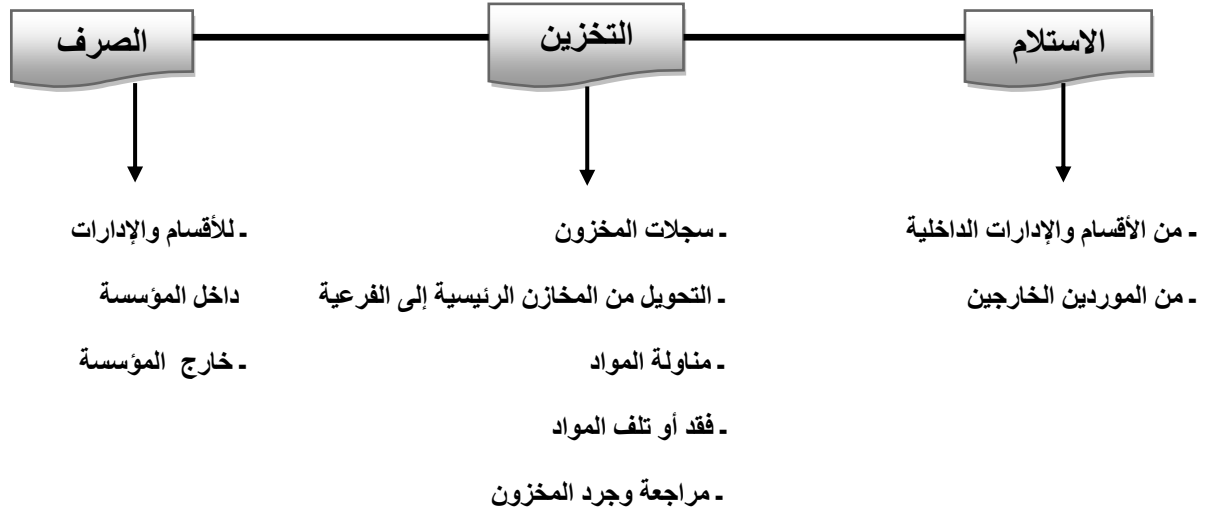 الاستلام
التخزين
الصرف
ـ من الأقسام والإدارات الداخلية
ـ من الموردين الخارجين
ـ سجلات المخزون
ـ التحويل من المخازن الرئيسية إلى الفرعية
ـ مناولة المواد
ـ فقد أو تلف المواد
ـ مراجعة وجرد المخزون
ـ للأقسام والإدارات
داخل المؤسسة
ـ خارج المؤسسة